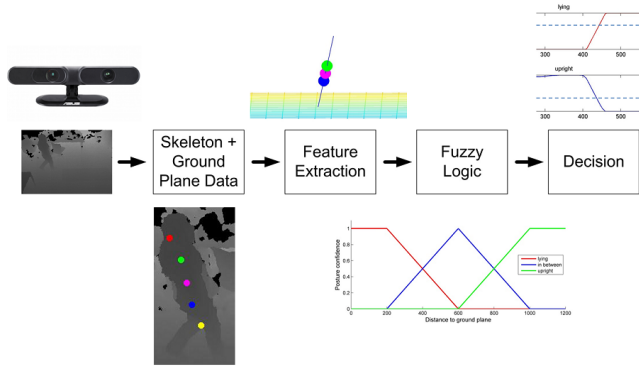 lying
300
400
500
upright
300
400
500
ASUS
Skeleton +
Ground
Plane Data
Feature
Extraction
Fuzzy
Logic
Decision
Posture confidence
1
0.8
0.6
0.4
0.2
0
0
200
400
600
800
1000
1200
Distance to ground plane
lying
in between
upright